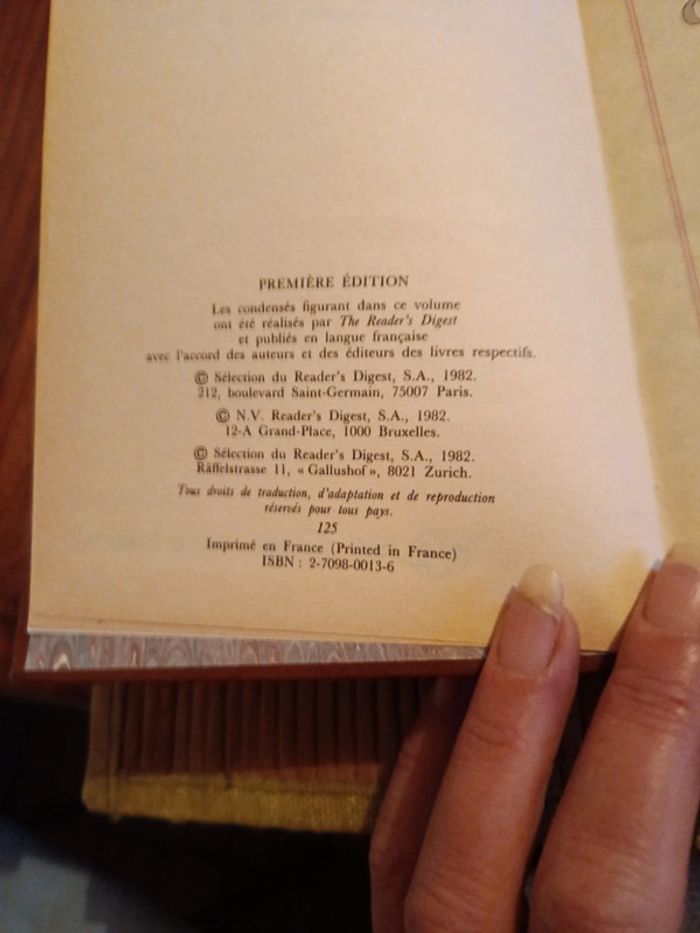 PREMIÈRE ÉDITION
Les condensés figurant dans ce volume
ont été réalisés par The Reader's Digest
et publiés en langue française
avec l'accord des auteurs et des éditeurs des livres respectifs.
© Sélection du Reader's Digest, S.A., 1982.
212, boulevard Saint-Germain, 75007 Paris.
© N.V. Reader's Digest, S.A., 1982.
12-A Grand-Place, 1000 Bruxelles.
© Sélection du Reader's Digest, S.A., 1982.
Räffelstrasse 11, « Gallushof », 8021 Zurich.
Tous droits de traduction, d'adaptation et de reproduction
réservés pour tous pays.
125
Imprimé en France (Printed in France)
ISBN : 2-7098-0013-6